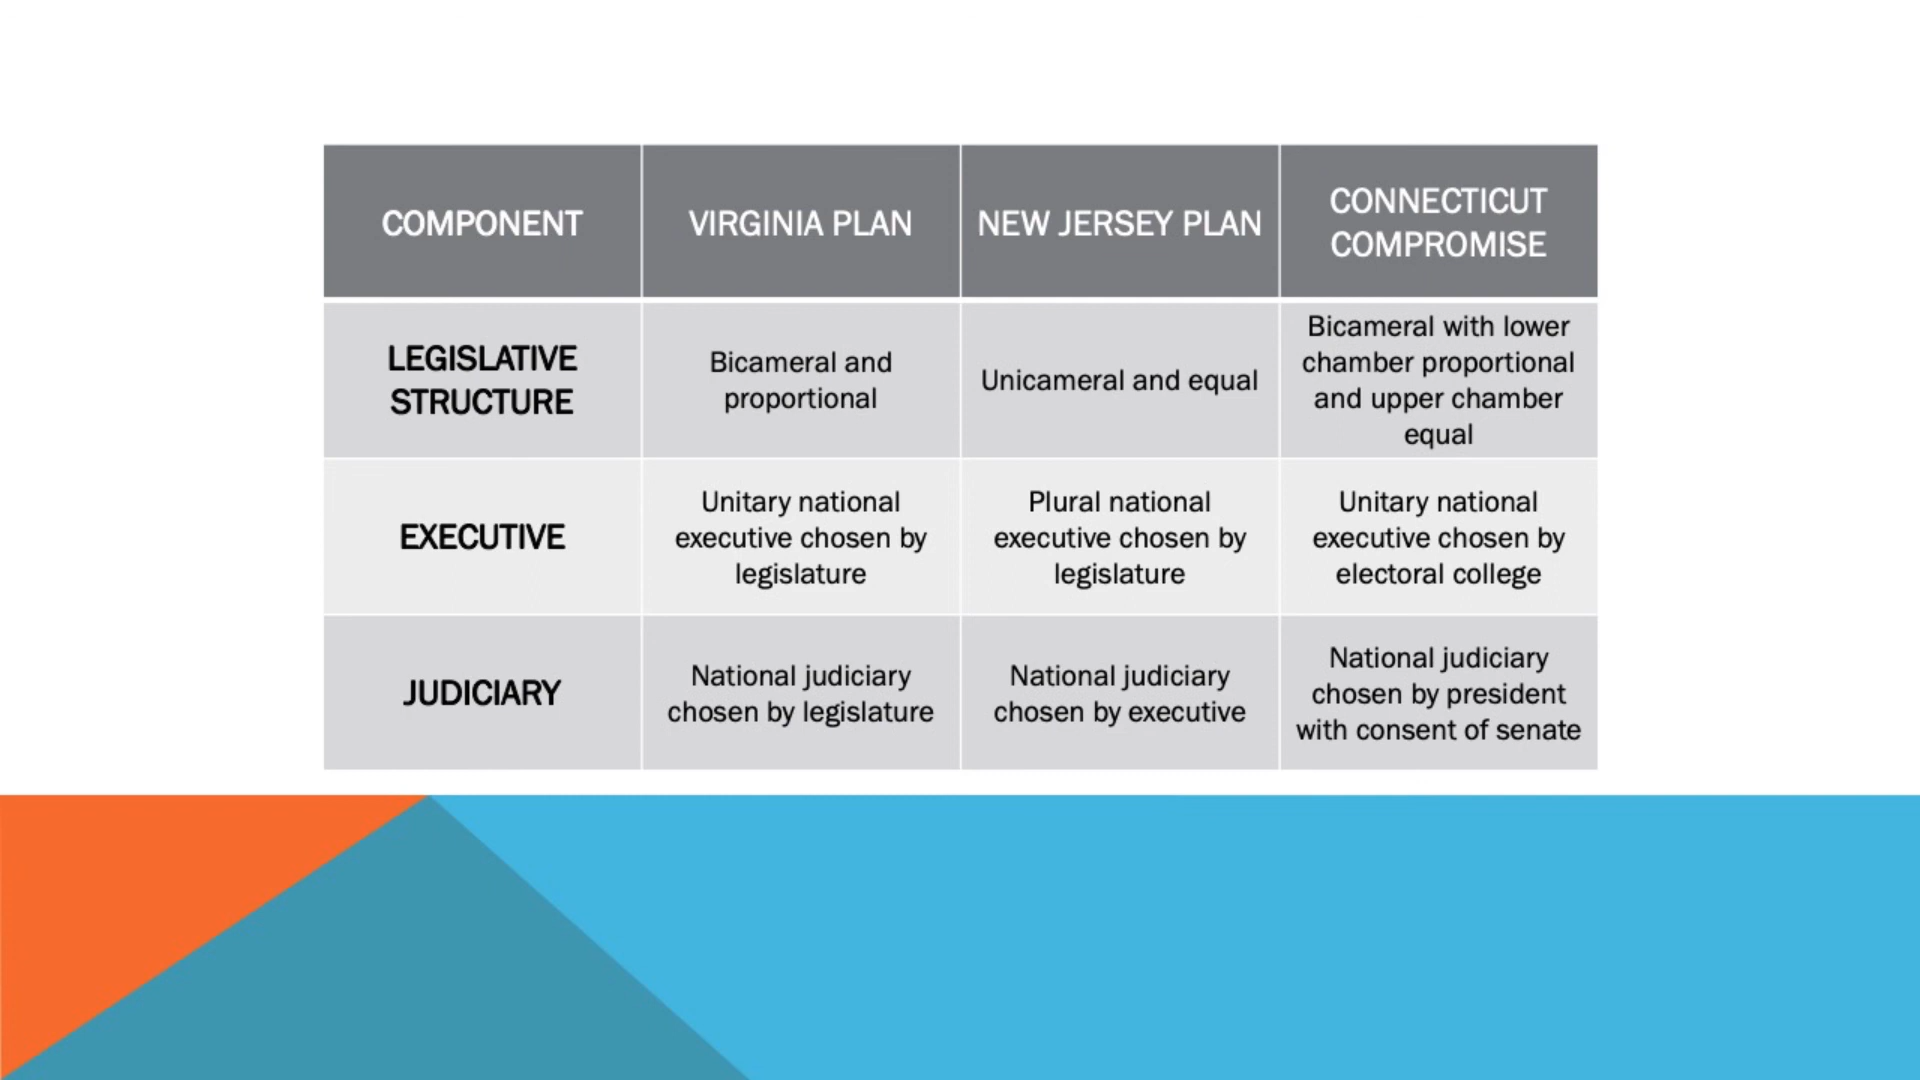 COMPONENT
VIRGINIA PLAN
NEW JERSEY PLAN
CONNECTICUT
COMPROMISE
LEGISLATIVE
STRUCTURE
Bicameral and
proportional
Unicameral and equal
Bicameral with lower
chamber proportional
and upper chamber
equal
EXECUTIVE
Unitary national
executive chosen by
legislature
Plural national
executive chosen by
legislature
Unitary national
executive chosen by
electoral college
JUDICIARY
National judiciary
chosen by legislature
National judiciary
chosen by executive
National judiciary
chosen by president
with consent of senate